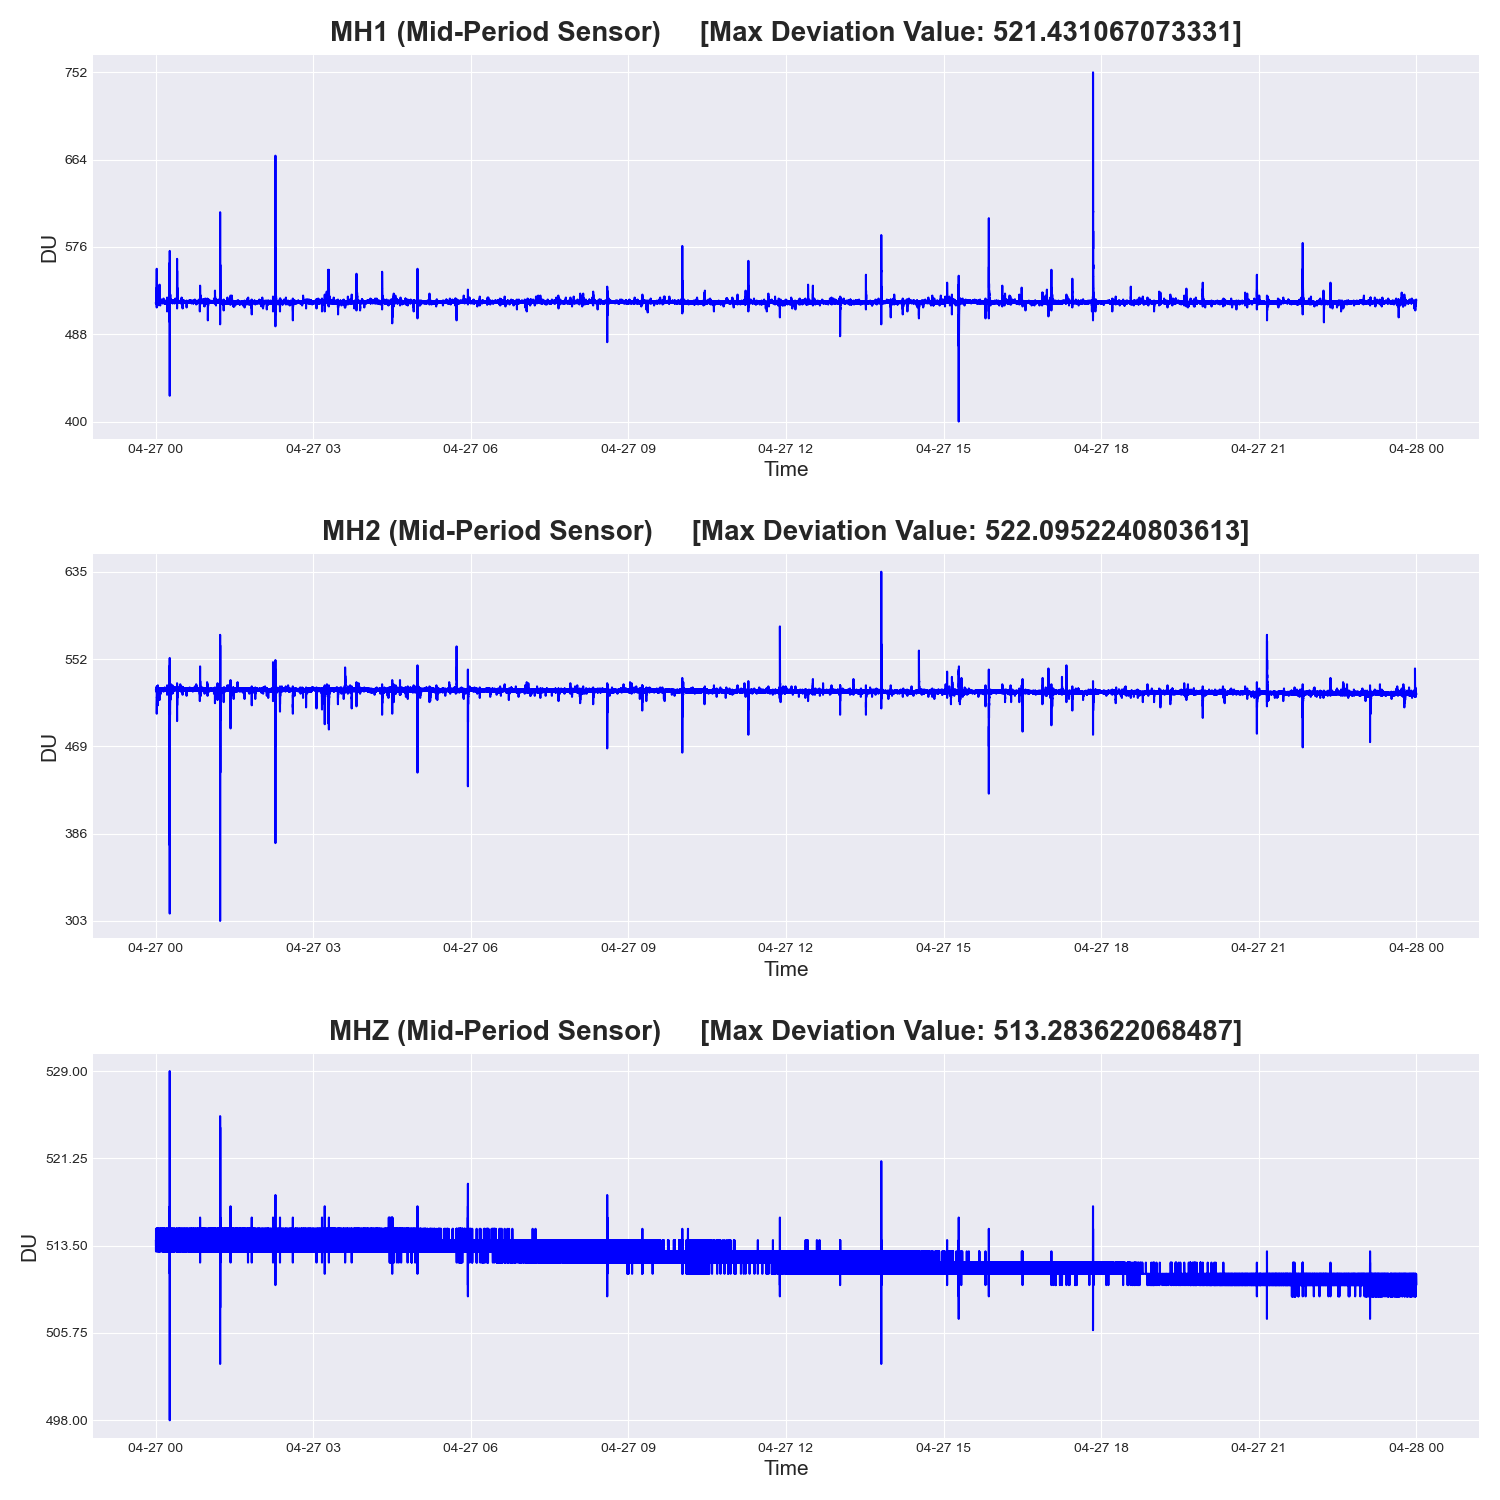 MH1 (Mid-Period Sensor) [Max Deviation Value: 521.431067073331]
752
664
576
488
400
DU
04-27 00 04-27 03 04-27 06 04-27 09 04-27 12 04-27 15 04-27 18 04-27 21 04-28 00
Time
MH2 (Mid-Period Sensor) [Max Deviation Value: 522.0952240803613]
635
552
469
386
303
DU
04-27 00 04-27 03 04-27 06 04-27 09 04-27 12 04-27 15 04-27 18 04-27 21 04-28 00
Time
MHZ (Mid-Period Sensor) [Max Deviation Value: 513.283622068487]
529.00
521.25
513.50
505.75
498.00
DU
04-27 00 04-27 03 04-27 06 04-27 09 04-27 12 04-27 15 04-27 18 04-27 21 04-28 00
Time